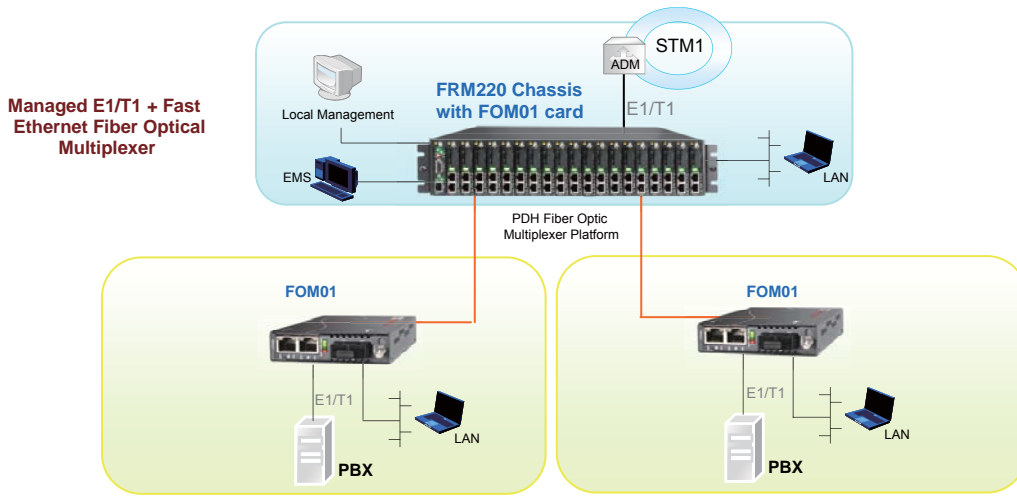 STM1
ADM
FRM220 Chassis
with FOM01 card
E1/T1
Managed E1/T1 + Fast
Ethernet Fiber Optical
Multiplexer
Local Management
EMS
LAN
PDH Fiber Optic
Multiplexer Platform
FOM01
E1/T1
LAN
PBX
FOM01
E1/T1
LAN
PBX